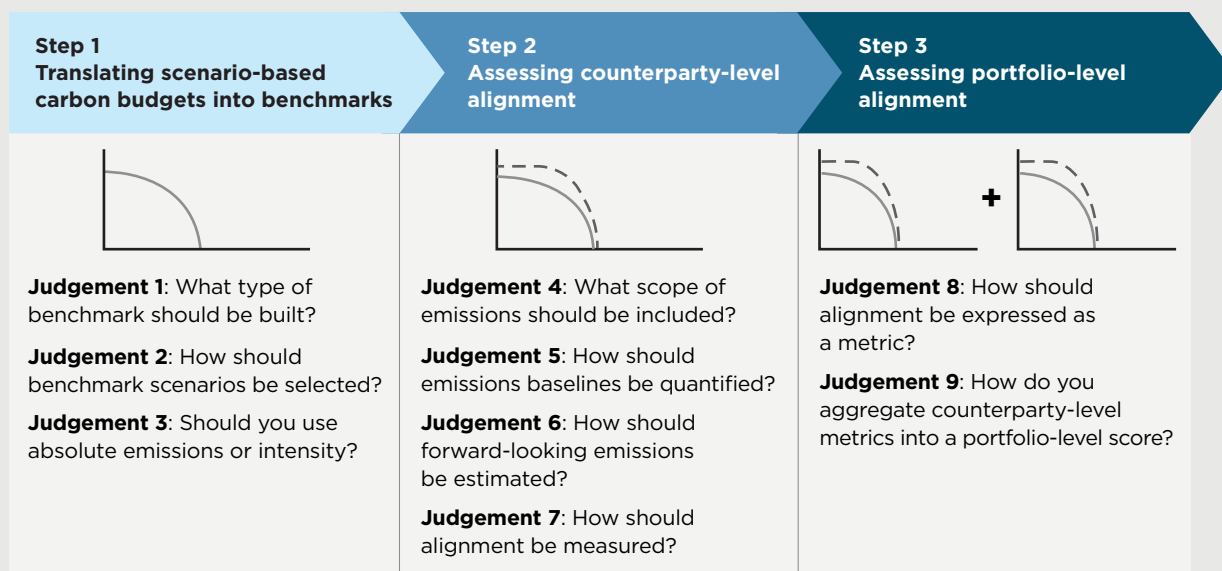 Step 1
Translating scenario-based
carbon budgets into benchmarks
Step 2
Assessing counterparty-level
alignment
Step 3
Assessing portfolio-level
alignment
Judgement 1: What type of
benchmark should be built?
Judgement 2: How should
benchmark scenarios be selected?
Judgement 3: Should you use
absolute emissions or intensity?
Judgement 4: What scope of
emissions should be included?
Judgement 5: How should
emissions baselines be quantified?
Judgement 6: How should
forward-looking emissions
be estimated?
Judgement 7: How should
alignment be measured?
+
Judgement 8: How should
alignment be expressed as
a metric?
Judgement 9: How do you
aggregate counterparty-level
metrics into a portfolio-level score?